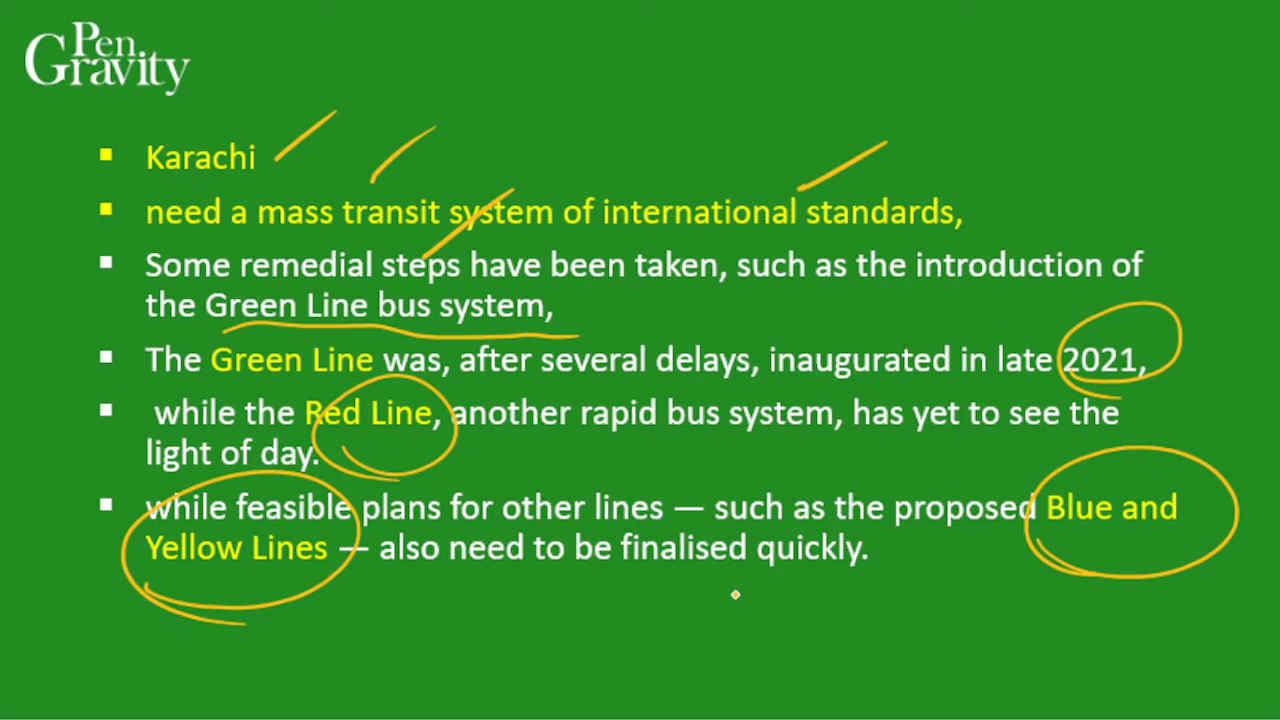 Pen
Gravity
▪ Karachi
▪ need a mass transit system of international standards,
▪ Some remedial steps have been taken, such as the introduction of
the Green Line bus system,
▪ The Green Line was, after several delays, inaugurated in late 2021,
▪ while the Red Line, another rapid bus system, has yet to see the
light of day.
▪ while feasible plans for other lines — such as the proposed Blue and
Yellow Lines — also need to be finalised quickly.